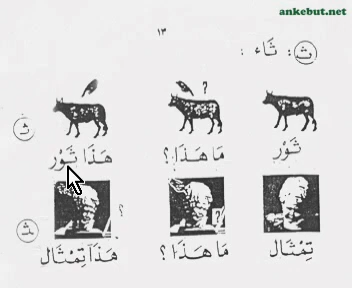 ankebut.net
١٣
ث : ثَاء :
ث
ثَوْر
مَا هَذَا ؟
هَذَا ثَوْر
ث
تِمْثَال
مَا هَذَا ؟
هَذَا تِمْثَال